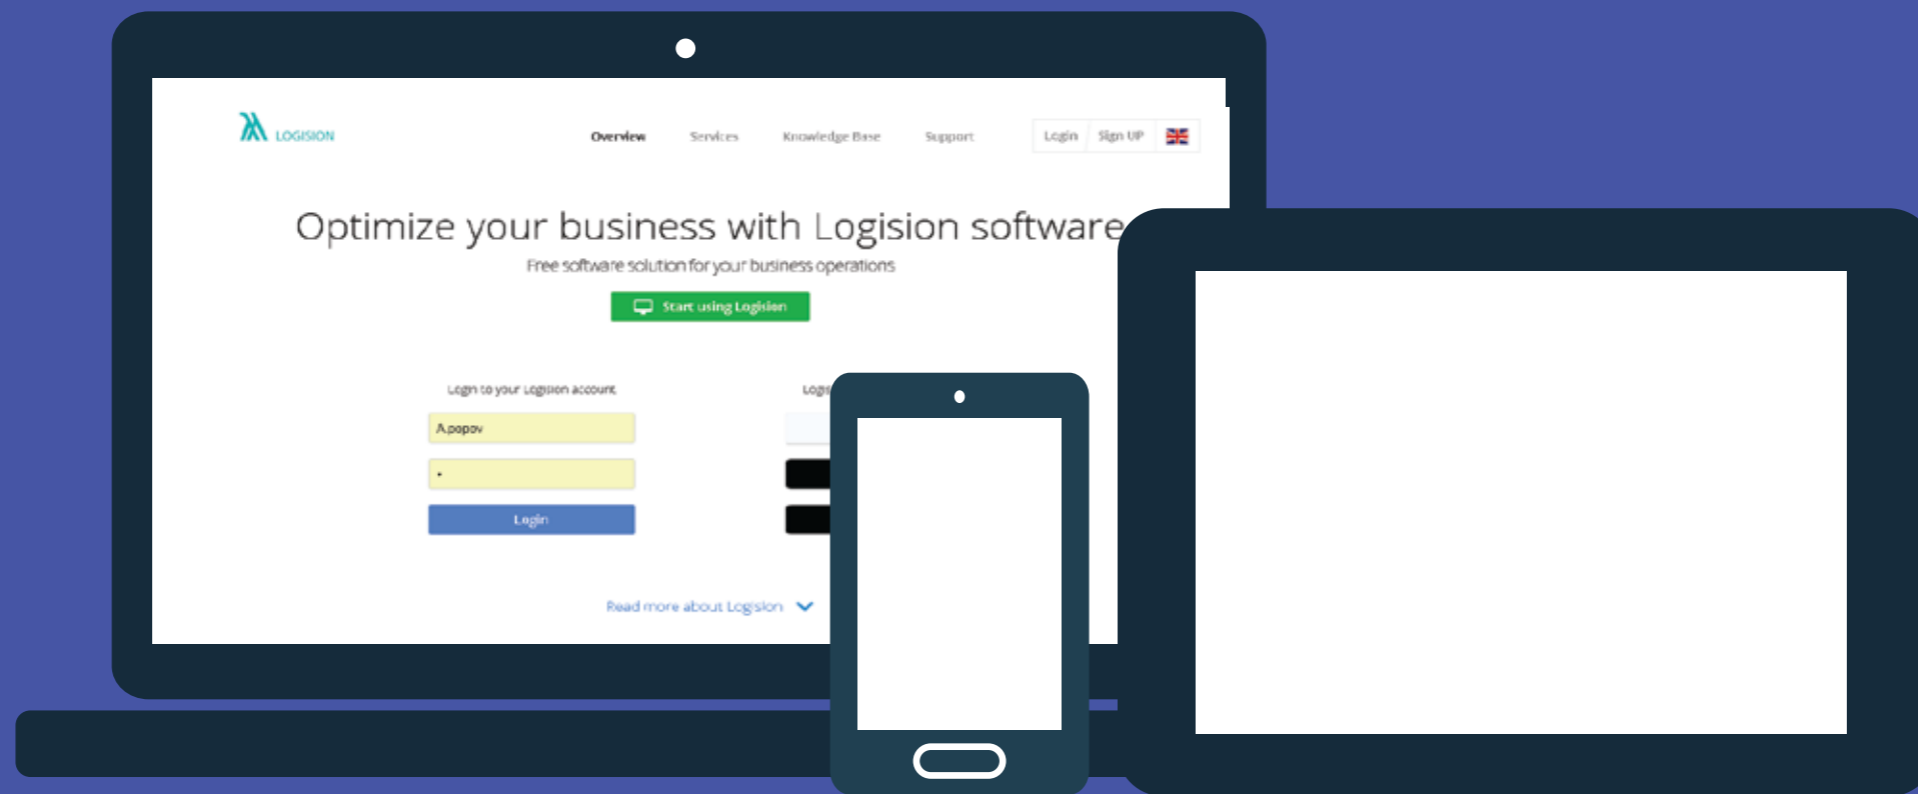 LOGISION
Overview Services Knowledge Base Support Login Sign UP
Optimize your business with Logision software
Free software solution for your business operations
Start using Logision
Login to your Logision account
A.popov
Login
Read more about Logision